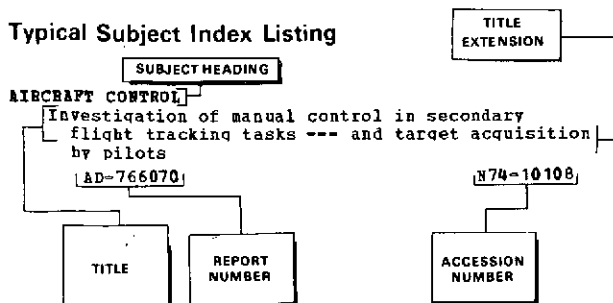 Typical Subject Index Listing
TITLE
EXTENSION
SUBJECT HEADING
AIRCRAFT CONTROL
Investigation of manual control in secondary
flight tracking tasks --- and target acquisition
by pilots
AD-766070
N74-10108
TITLE
REPORT
NUMBER
ACCESSION
NUMBER